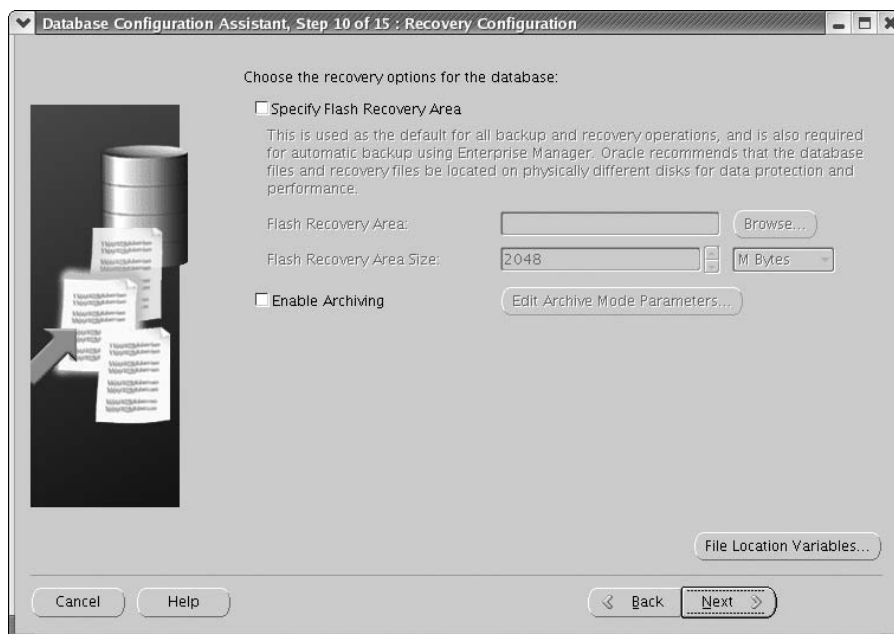 Database Configuration Assistant, Step 10 of 15 : Recovery Configuration
Choose the recovery options for the database:
Specify Flash Recovery Area
This is used as the default for all backup and recovery operations, and is also required
for automatic backup using Enterprise Manager. Oracle recommends that the database
files and recovery files be located on physically different disks for data protection and
performance.
Flash Recovery Area:
Browse...
Flash Recovery Area Size:
2048
M Bytes
Enable Archiving
Edit Archive Mode Parameters...
File Location Variables...
Cancel
Help
Back
Next